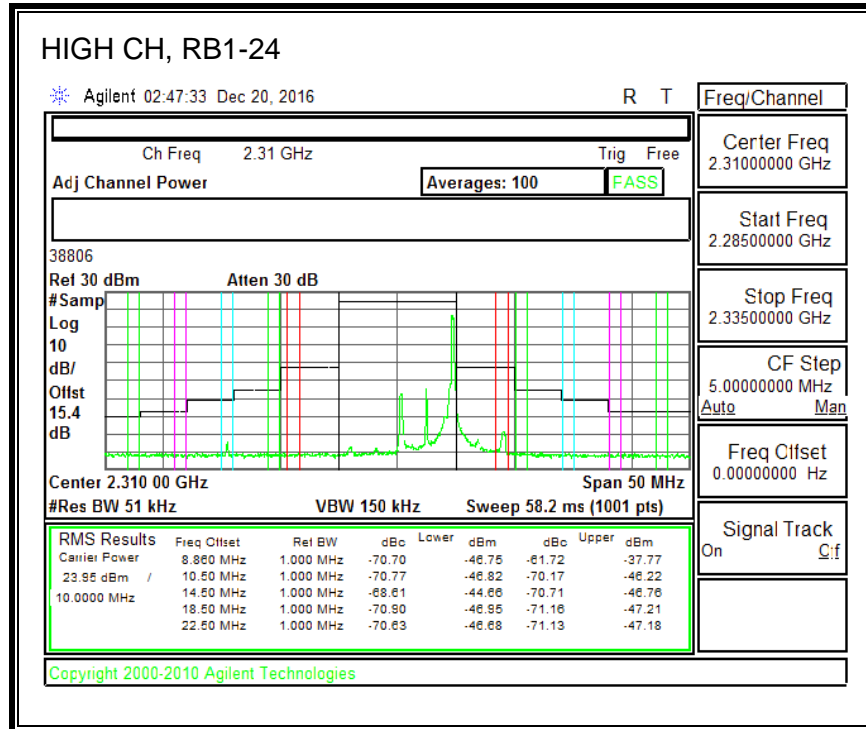 HIGH CH, RB1-24
Agilent 02:47:33 Dec 20, 2016 R T
Freq/Channel
Ch Freq 2.31 GHz Trig Free
Adj Channel Power Averages: 100 PASS
Center Freq
2.31000000 GHz
Start Freq
2.28500000 GHz
38806
Ref 30 dBm Atten 30 dB
#Samp
Log
10
dB/
Offst
15.4
dB
Stop Freq
2.33500000 GHz
CF Step
5.00000000 MHz
Auto Man
Freq Offset
0.00000000 Hz
Center 2.310 00 GHz Span 50 MHz
#Res BW 51 kHz VBW 150 kHz Sweep 58.2 ms (1001 pts)
Signal Track
On Off
RMS Results Freq Offset Ref BW dBc Lower dBm dBc Upper dBm
Carrier Power 8.860 MHz 1.000 MHz -70.70 -46.75 -61.72 -37.77
23.95 dBm / 10.50 MHz 1.000 MHz -70.77 -46.82 -70.17 -46.22
10.0000 MHz 14.50 MHz 1.000 MHz -68.61 -44.66 -70.71 -46.76
18.50 MHz 1.000 MHz -70.90 -46.95 -71.16 -47.21
22.50 MHz 1.000 MHz -70.63 -46.68 -71.13 -47.18
Copyright 2000-2010 Agilent Technologies